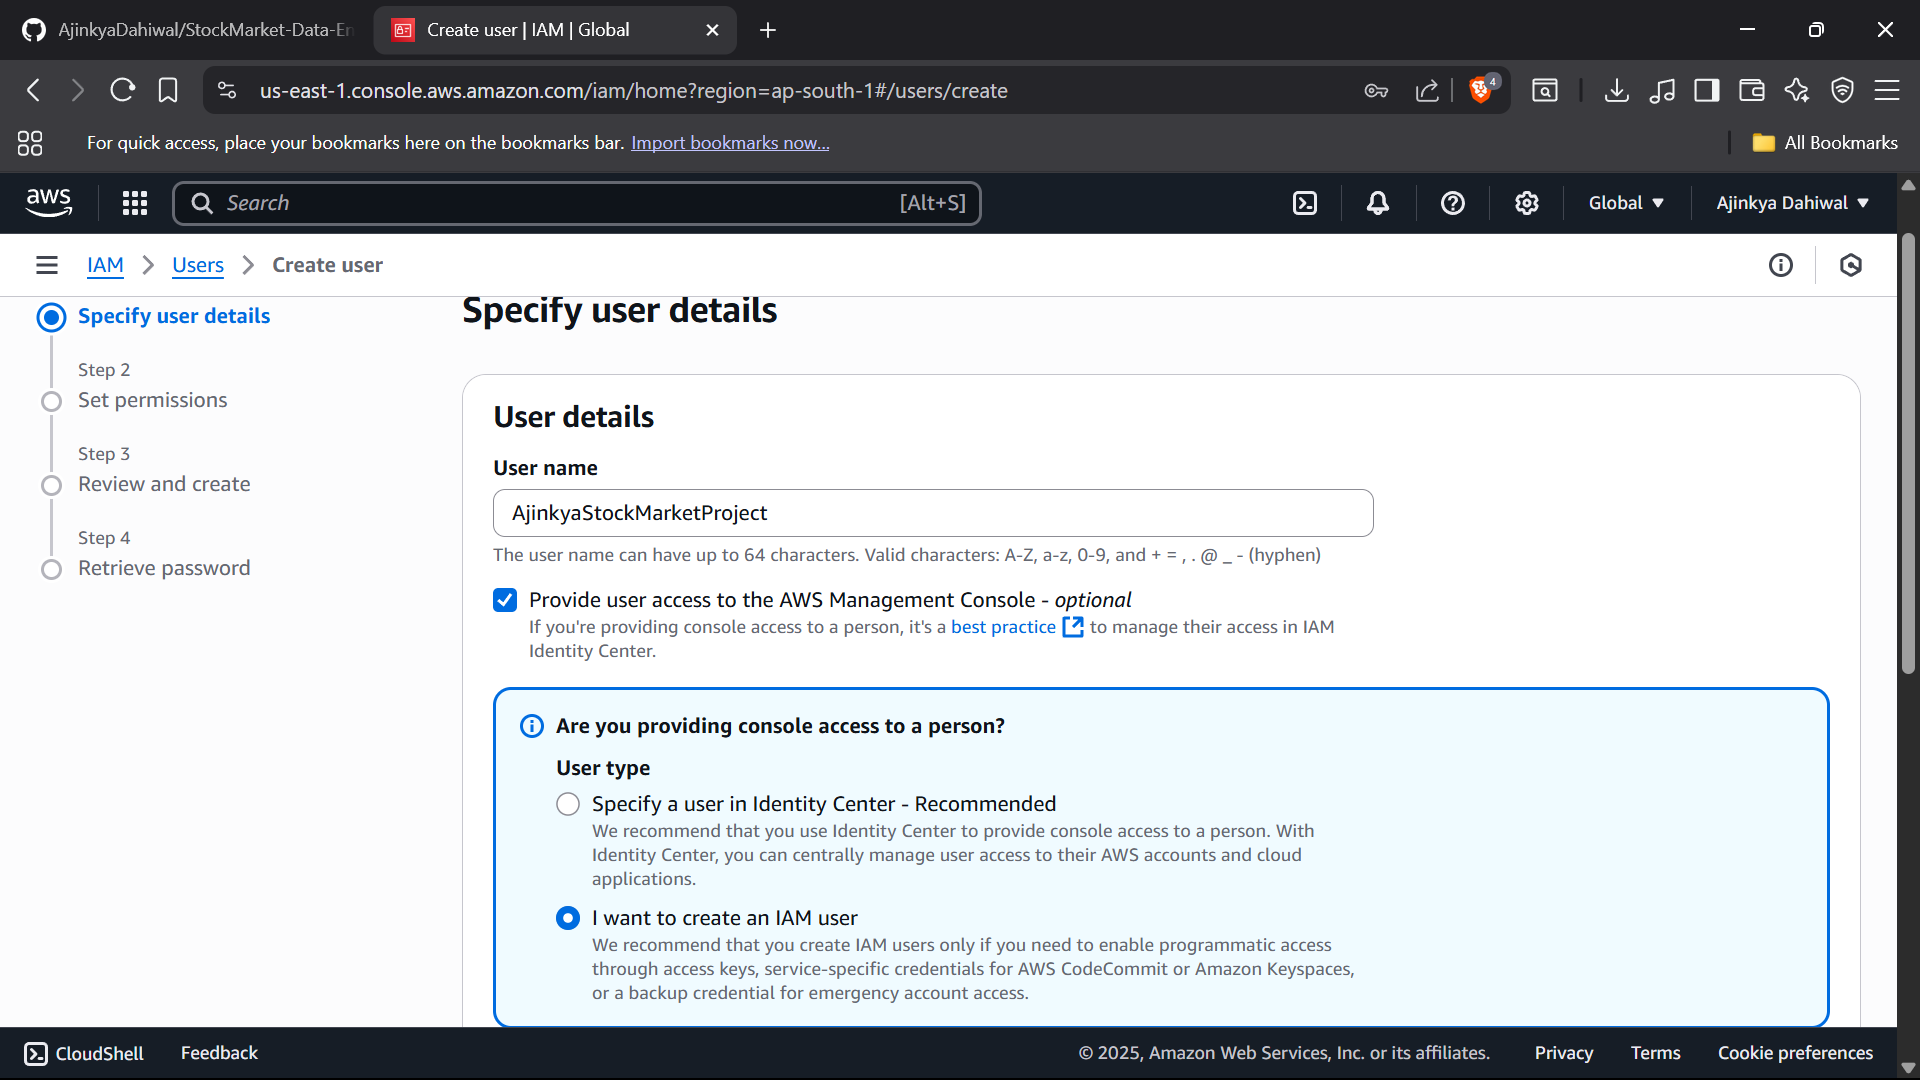 AjinkyaDahiwal/StockMarket-Data-En
Create user | IAM | Global
us-east-1.console.aws.amazon.com/iam/home?region=ap-south-1#/users/create
4
For quick access, place your bookmarks here on the bookmarks bar. Import bookmarks now...
All Bookmarks
aws
Search
[Alt+S]
Global
Ajinkya Dahiwal
IAM
Users
Create user
Specify user details
Step 2
Set permissions
Step 3
Review and create
Step 4
Retrieve password
Specify user details
User details
User name
AjinkyaStockMarketProject
The user name can have up to 64 characters. Valid characters: A-Z, a-z, 0-9, and + = , . @ _ - (hyphen)
Provide user access to the AWS Management Console - optional
If you're providing console access to a person, it's a best practice to manage their access in IAM
Identity Center.
Are you providing console access to a person?
User type
Specify a user in Identity Center - Recommended
We recommend that you use Identity Center to provide console access to a person. With
Identity Center, you can centrally manage user access to their AWS accounts and cloud
applications.
I want to create an IAM user
We recommend that you create IAM users only if you need to enable programmatic access
through access keys, service-specific credentials for AWS CodeCommit or Amazon Keyspaces,
or a backup credential for emergency account access.
CloudShell
Feedback
© 2025, Amazon Web Services, Inc. or its affiliates.
Privacy
Terms
Cookie preferences